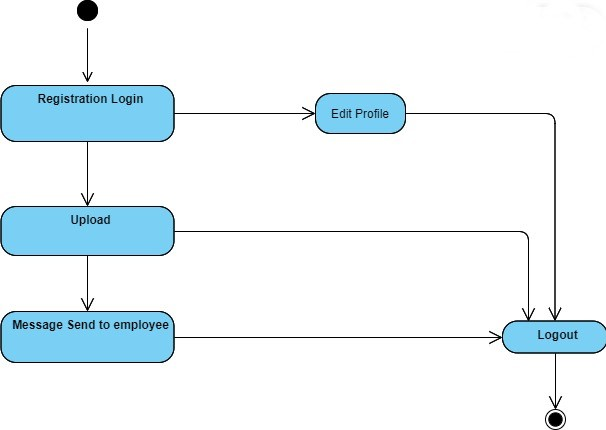 Registration Login
Edit Profile
Upload
Message Send to employee
Logout